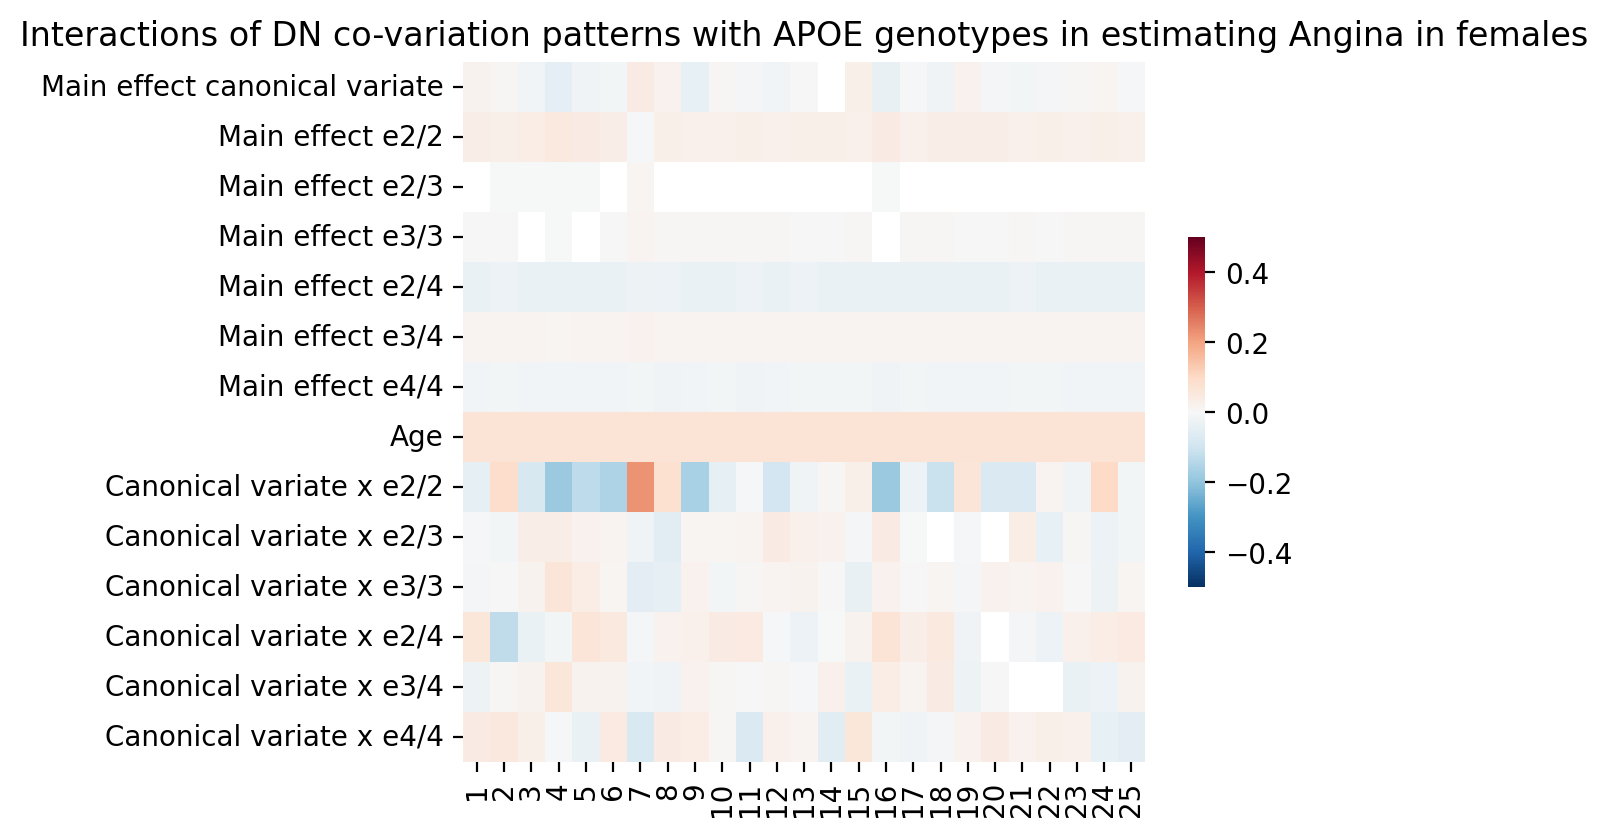 Interactions of DN co-variation patterns with APOE genotypes in estimating Angina in females
Main effect canonical variate
Main effect e2/2
Main effect e2/3
Main effect e3/3
Main effect e2/4
Main effect e3/4
Main effect e4/4
Age
Canonical variate x e2/2
Canonical variate x e2/3
Canonical variate x e3/3
Canonical variate x e2/4
Canonical variate x e3/4
Canonical variate x e4/4
1 2 3 4 5 6 7 8 9 10 11 12 13 14 15 16 17 18 19 20 21 22 23 24 25
0.4
0.2
0.0
−0.2
−0.4